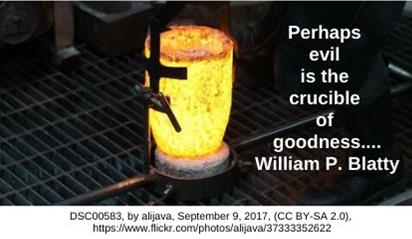 Perhaps
evil
is the
crucible
of
goodness....
William P. Blatty
DSC00583, by alijava, September 9, 2017, (CC BY-SA 2.0),
https://www.flickr.com/photos/alijava/37333352622